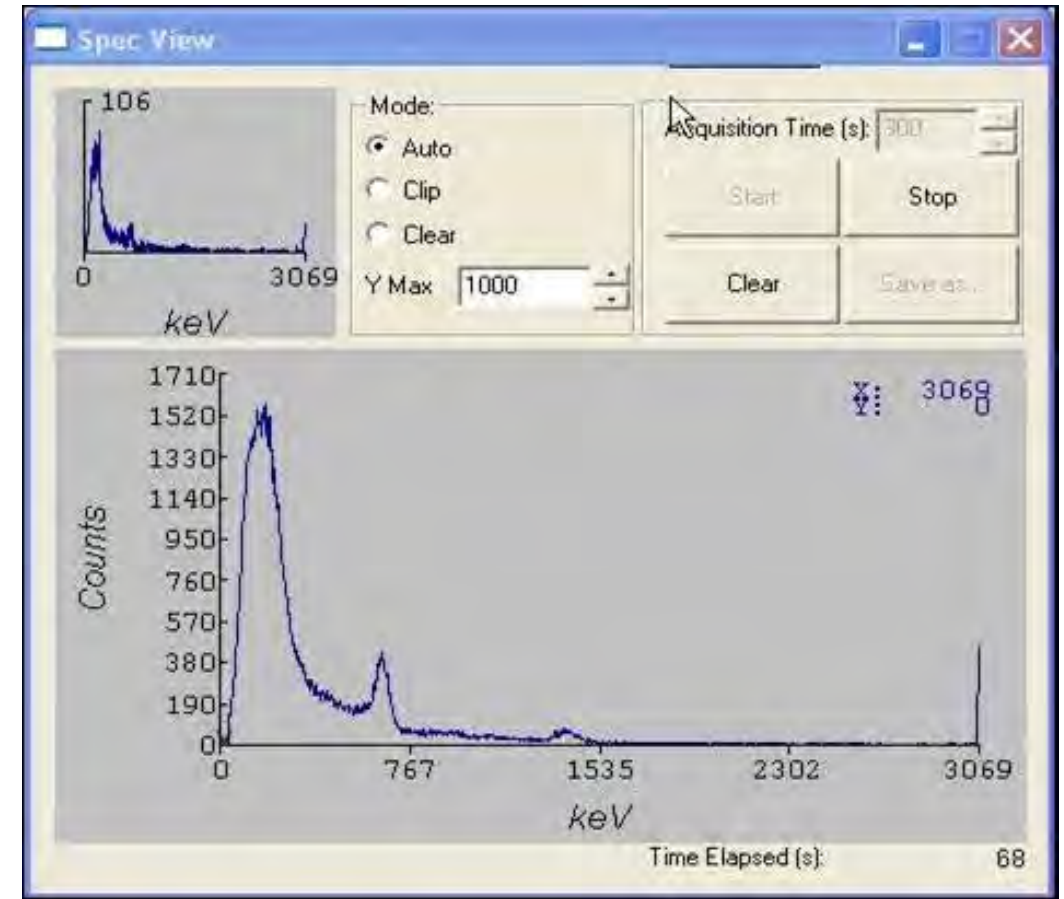 Spec View
106
0 3069
keV
Mode:
Auto
Clip
Clear
Y Max 1000
Acquisition Time (s): 300
Start Stop
Clear Save as...
1710
1520
1330
1140
950
760
570
380
190
0
Counts
X: 3069
Y: 0
0 767 1535 2302 3069
keV
Time Elapsed (s): 68